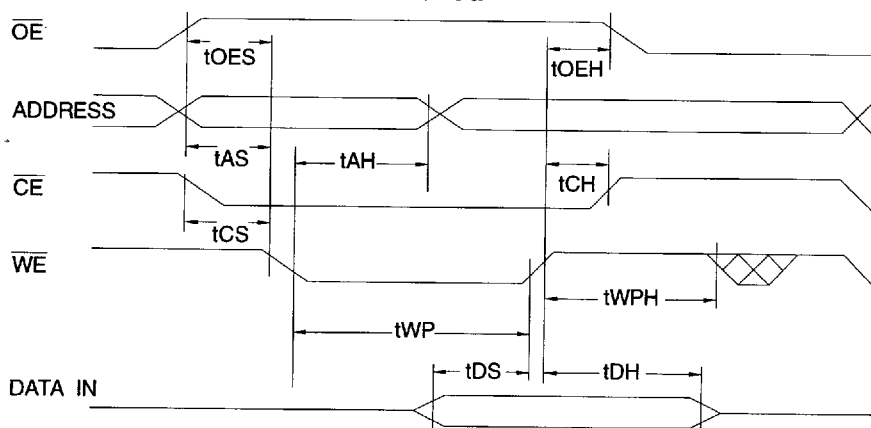 OE
tOES
tOEH
ADDRESS
tAS
tAH
tCH
CE
tCS
WE
tWPH
tWP
tDS
tDH
DATA IN